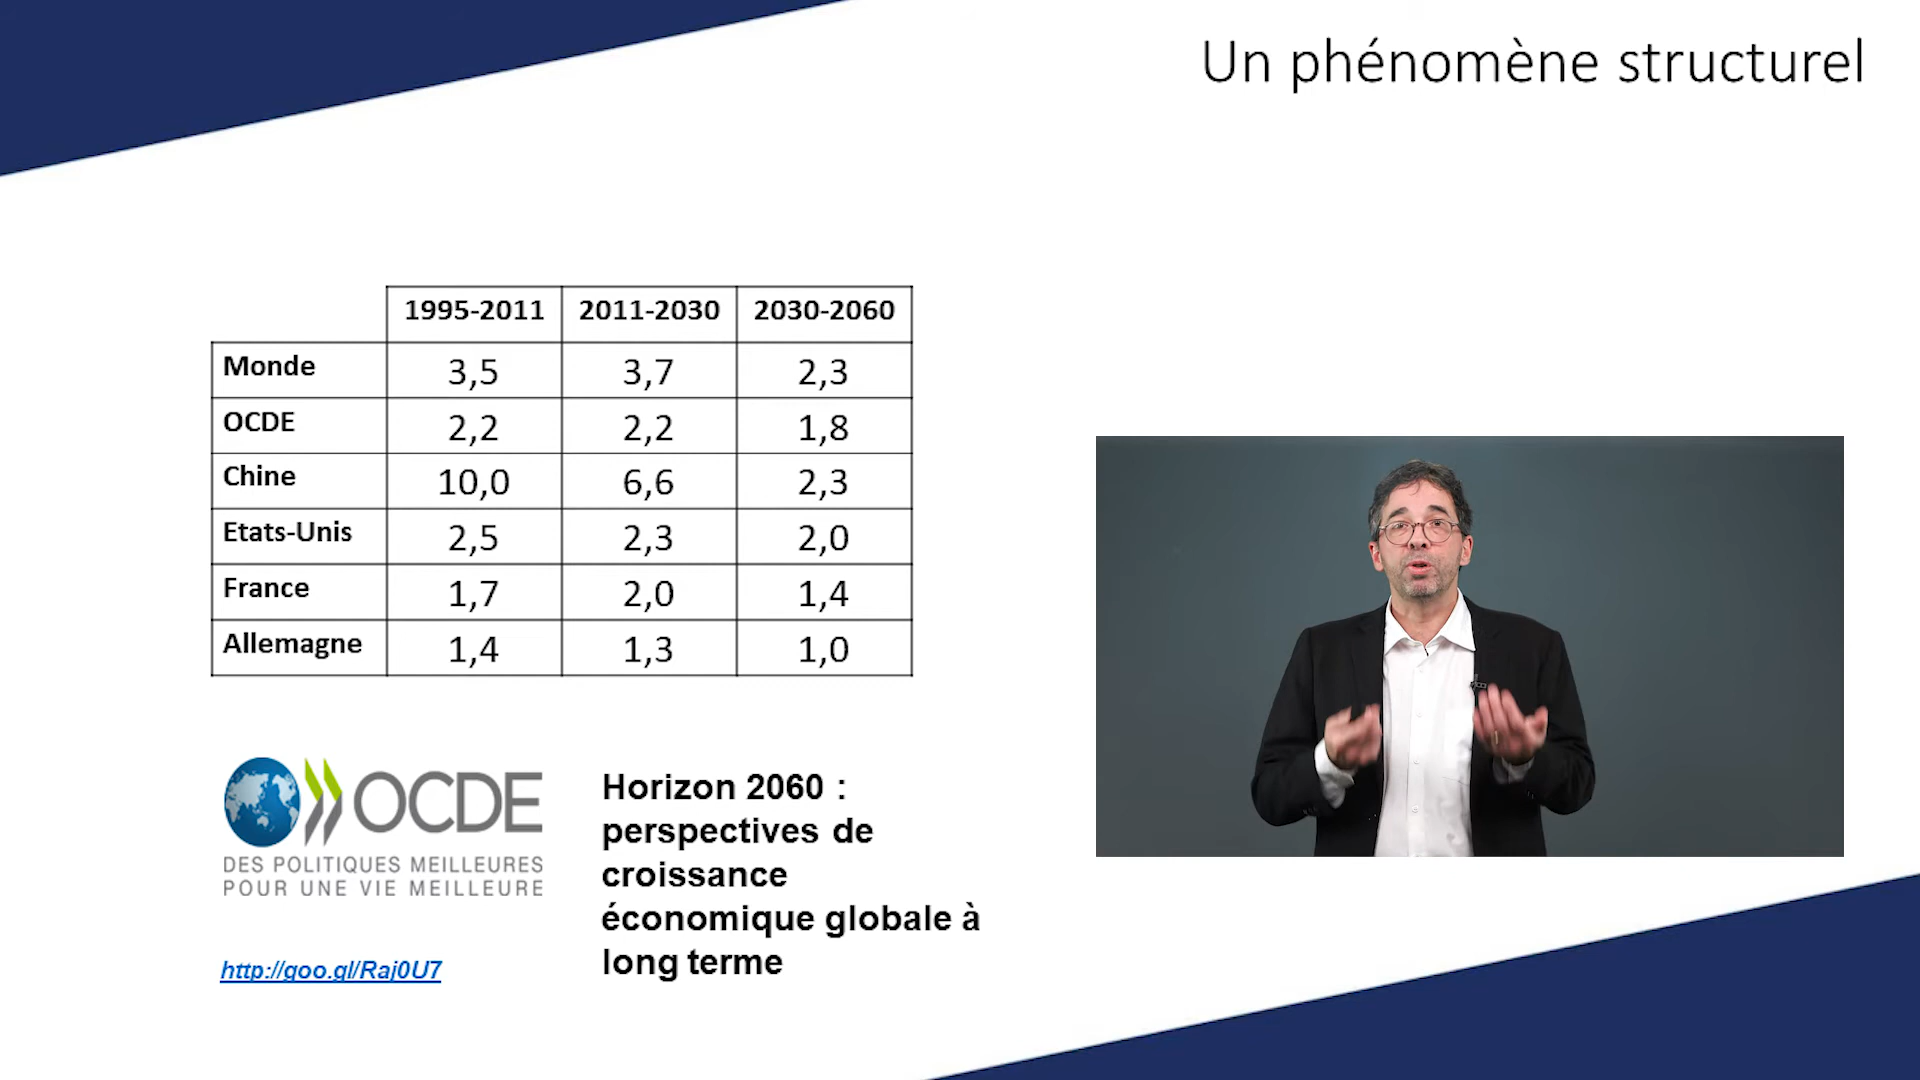 Un phénomène structurel
1995-2011 2011-2030 2030-2060
Monde 3,5 3,7 2,3
OCDE 2,2 2,2 1,8
Chine 10,0 6,6 2,3
Etats-Unis 2,5 2,3 2,0
France 1,7 2,0 1,4
Allemagne 1,4 1,3 1,0
OCDE
DES POLITIQUES MEILLEURES
POUR UNE VIE MEILLEURE
http://goo.gl/Raj0U7
Horizon 2060 :
perspectives de
croissance
économique globale à
long terme